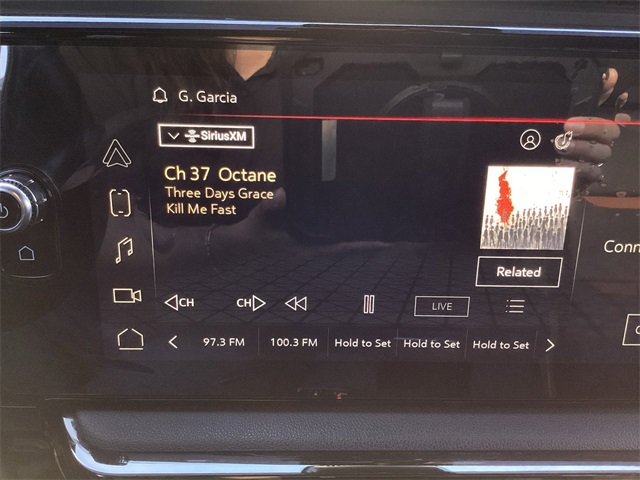 G. Garcia
SiriusXM
Ch 37 Octane
Three Days Grace
Kill Me Fast
Related
Conn
CH
CH
LIVE
97.3 FM
100.3 FM
Hold to Set
Hold to Set
Hold to Set